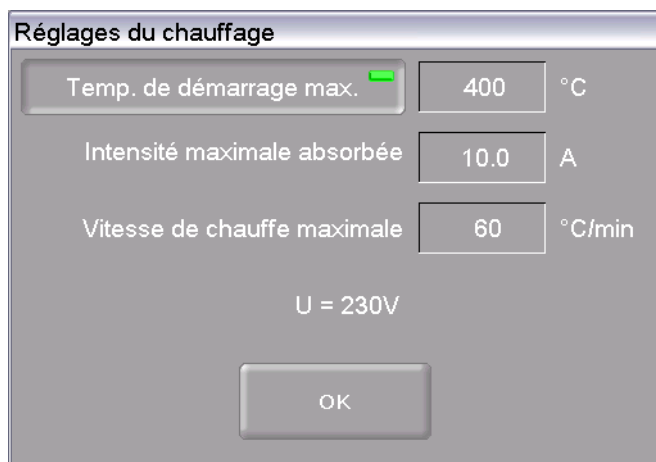 Réglages du chauffage
Temp. de démarrage max. 400 °C
Intensité maximale absorbée 10.0 A
Vitesse de chauffe maximale 60 °C/min
U = 230V
OK